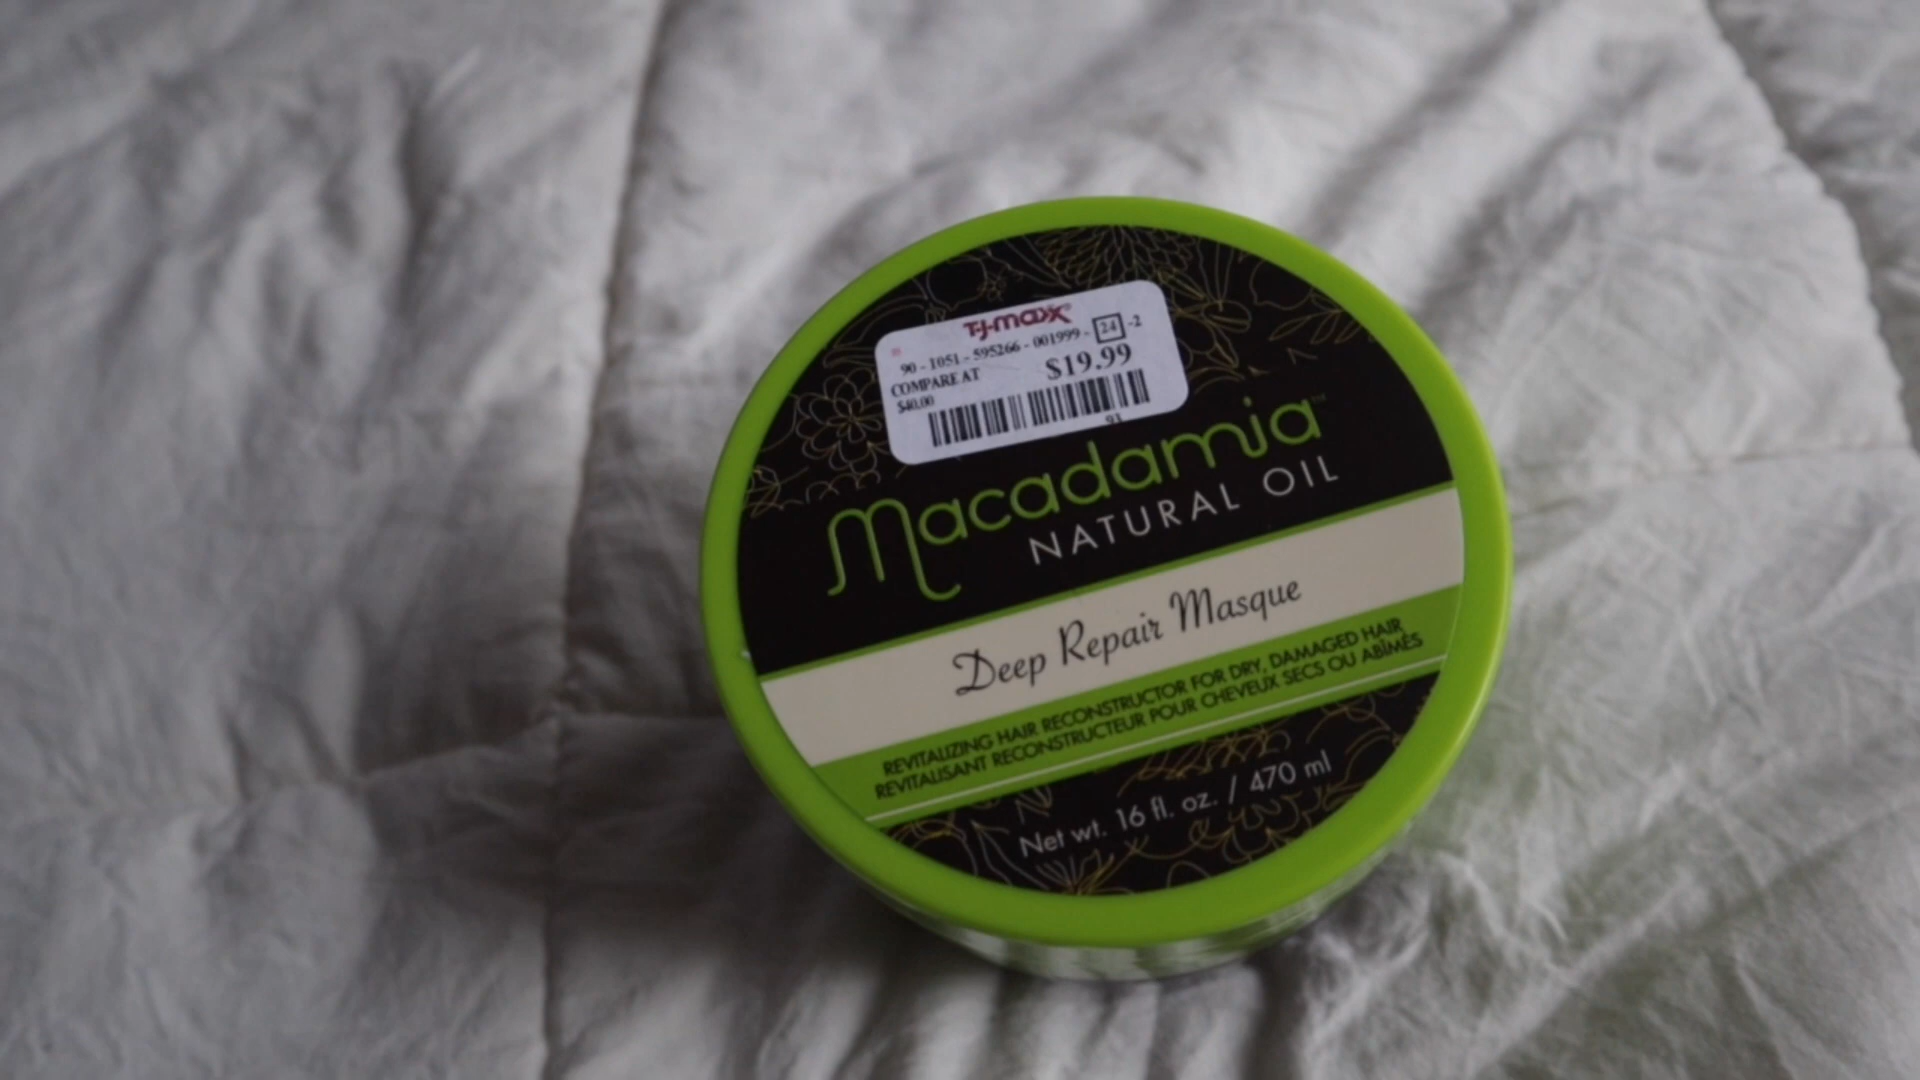 T·J·maxx
90 - 1051 - 595266 - 001999 - 24 -2
COMPARE AT $19.99
$40.00
93
Macadamia™
NATURAL OIL
Deep Repair Masque
REVITALIZING HAIR RECONSTRUCTOR FOR DRY, DAMAGED HAIR
REVITALISANT RECONSTRUCTEUR POUR CHEVEUX SECS OU ABÎMÉS
Net wt. 16 fl. oz. / 470 ml